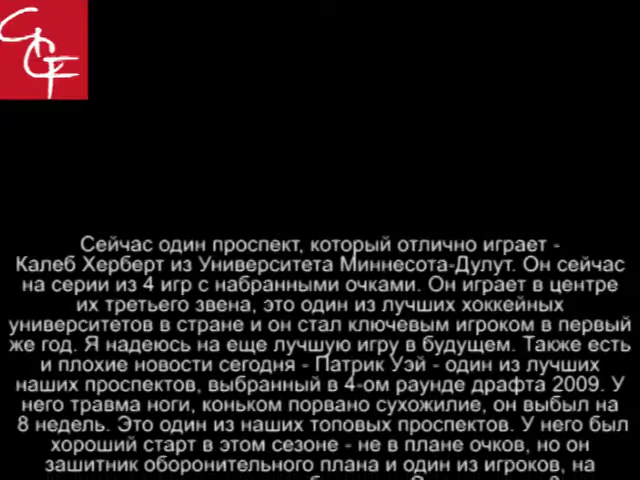 GCF
Сейчас один проспект, который отлично играет -
Калеб Херберт из Университета Миннесота-Дулут. Он сейчас
на серии из 4 игр с набранными очками. Он играет в центре
их третьего звена, это один из лучших хоккейных
университетов в стране и он стал ключевым игроком в первый
же год. Я надеюсь на еще лучшую игру в будущем. Также есть
и плохие новости сегодня - Патрик Уэй - один из лучших
наших проспектов, выбранный в 4-ом раунде драфта 2009. У
него травма ноги, коньком порвано сухожилие, он выбыл на
8 недель. Это один из наших топовых проспектов. У него был
хороший старт в этом сезоне - не в плане очков, но он
зашитник оборонительного плана и один из игроков, на